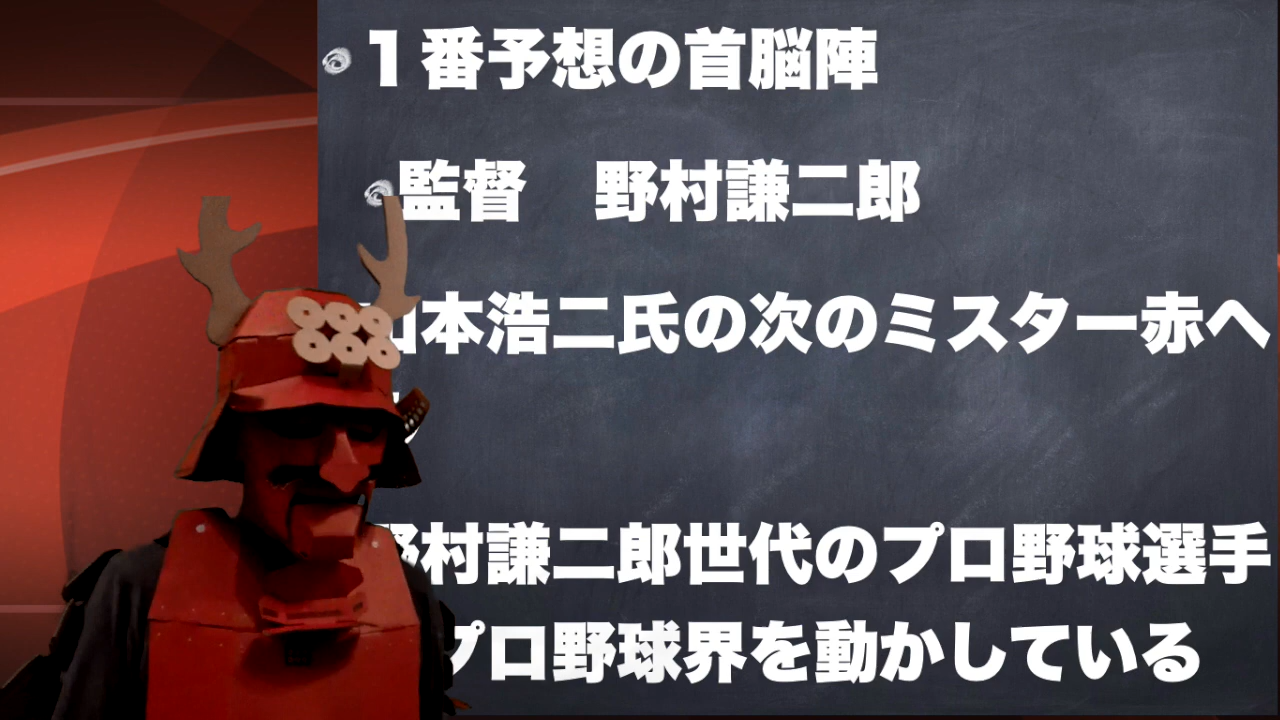 １番予想の首脳陣
監督　野村謙二郎
山本浩二氏の次のミスター赤へ
野村謙二郎世代のプロ野球選手
プロ野球界を動かしている